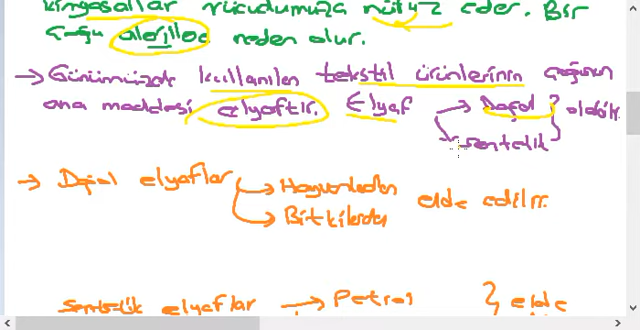 kimyasallar vücudumuza nüfuz eder. Bir
çoğu alerjilere neden olur.
→ Günümüzde kullanılan tekstil ürünlerinin çoğunun
ana maddesi elyaftır. Elyaf → Doğal } olabilir
→ sentetik
→ Doğal elyaflar → Hayvanlardan
→ Bitkilerden elde edilir.
Sentetik elyaflar → Petrol } elde